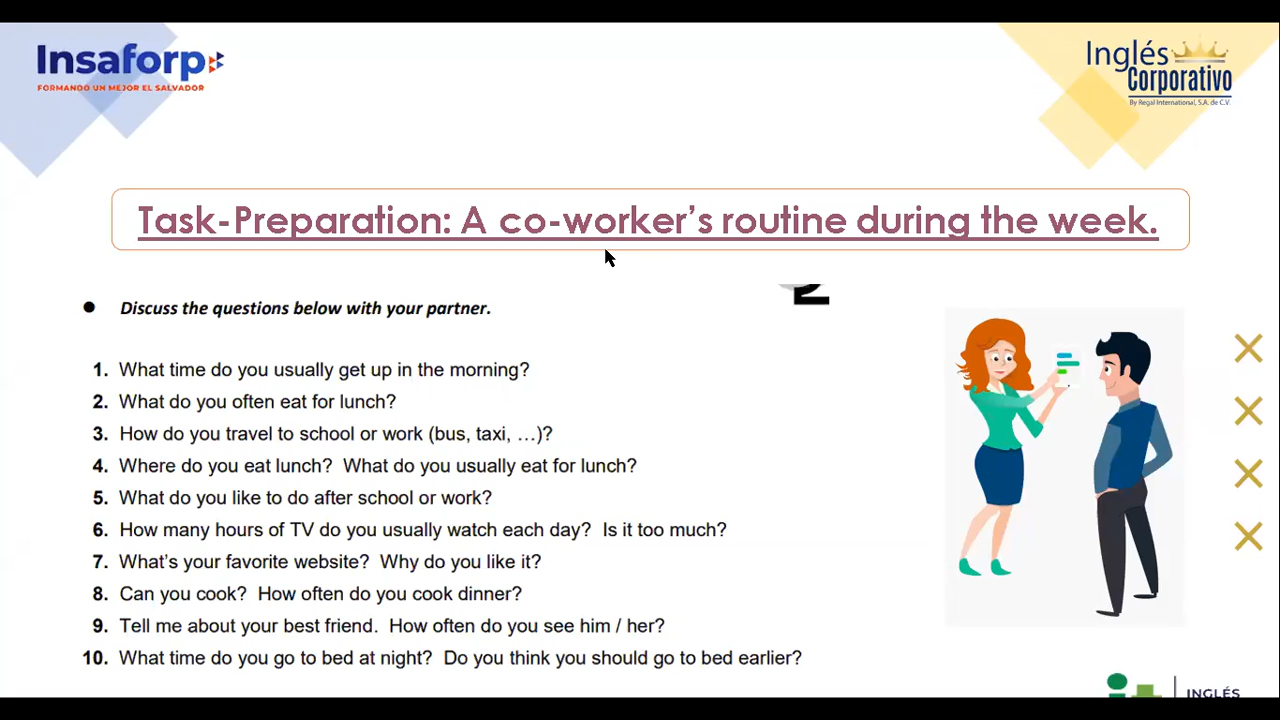 Insaforp
FORMANDO UN MEJOR EL SALVADOR
Inglés
Corporativo
By Regal International, S.A. de C.V.
Task-Preparation: A co-worker’s routine during the week.
Discuss the questions below with your partner.
1. What time do you usually get up in the morning?
2. What do you often eat for lunch?
3. How do you travel to school or work (bus, taxi, …)?
4. Where do you eat lunch? What do you usually eat for lunch?
5. What do you like to do after school or work?
6. How many hours of TV do you usually watch each day? Is it too much?
7. What’s your favorite website? Why do you like it?
8. Can you cook? How often do you cook dinner?
9. Tell me about your best friend. How often do you see him / her?
10. What time do you go to bed at night? Do you think you should go to bed earlier?
INGLÉS